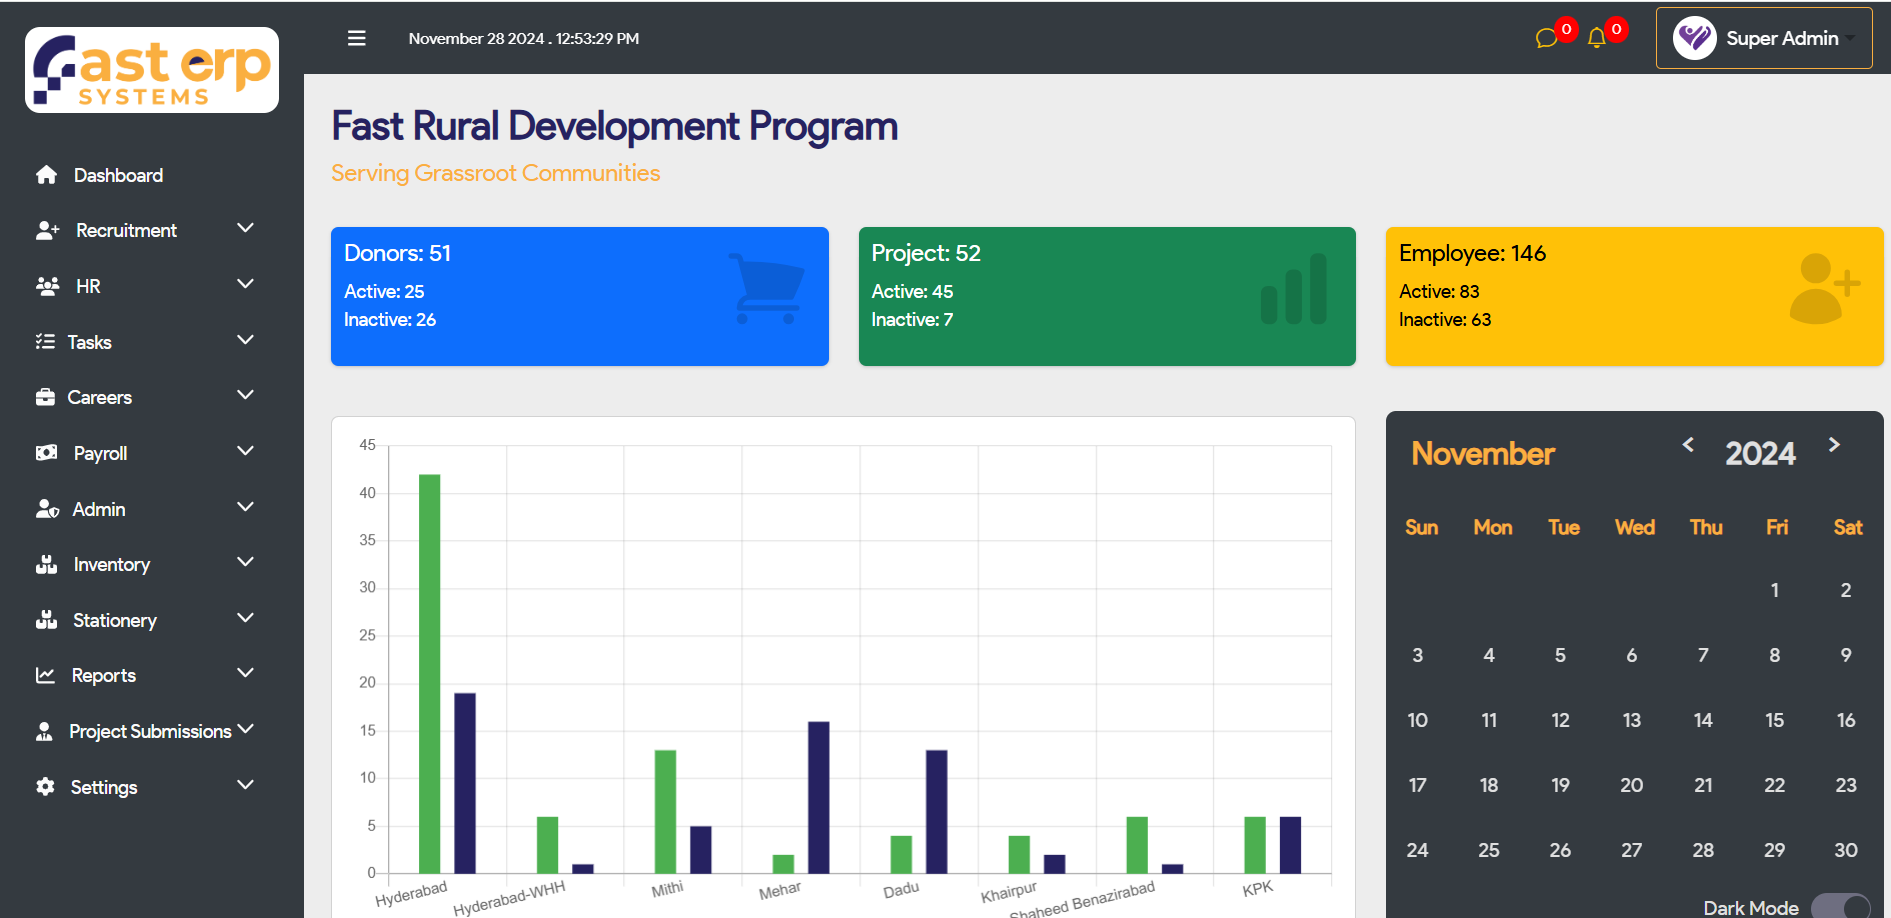 fast erp
SYSTEMS
November 28 2024 . 12:53:29 PM
0
0
Super Admin
Dashboard
Recruitment
HR
Tasks
Careers
Payroll
Admin
Inventory
Stationery
Reports
Project Submissions
Settings
Fast Rural Development Program
Serving Grassroot Communities
Donors: 51
Active: 25
Inactive: 26
Project: 52
Active: 45
Inactive: 7
Employee: 146
Active: 83
Inactive: 63
45
40
35
30
25
20
15
10
5
0
Hyderabad
Hyderabad-WHH
Mithi
Mehar
Dadu
Khairpur
Shaheed Benazirabad
KPK
November < 2024 >
Sun Mon Tue Wed Thu Fri Sat
1 2
3 4 5 6 7 8 9
10 11 12 13 14 15 16
17 18 19 20 21 22 23
24 25 26 27 28 29 30
Dark Mode